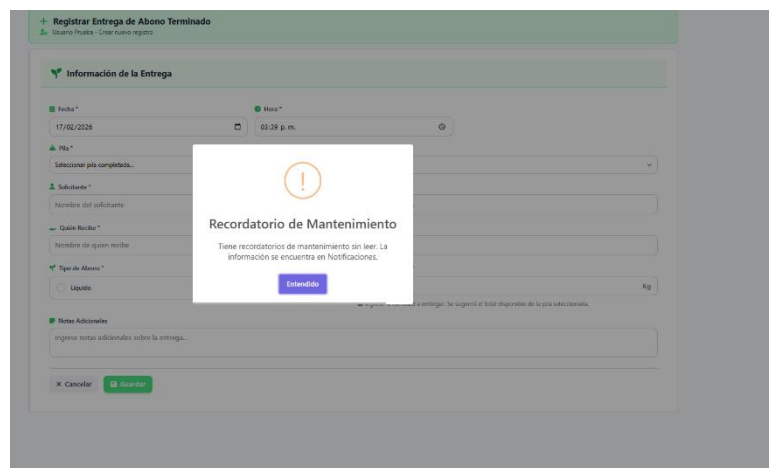 Registrar Entrega de Abono Terminado
Usuario Prueba - Crear nuevo registro
Información de la Entrega
Fecha *
Hora *
17/02/2026
03:39 p. m.
Pila *
Seleccionar pila completada...
Solicitante *
Nombre del solicitante
Quién Recibe *
Nombre de quien recibe
Tipo de Abono *
Líquido
Kg
Recordatorio de Mantenimiento
Tiene recordatorios de mantenimiento sin leer. La
información se encuentra en Notificaciones.
Entendido
a entregar. Se sugerirá el total disponible de la pila seleccionada.
Notas Adicionales
Ingrese notas adicionales sobre la entrega...
Cancelar
Guardar